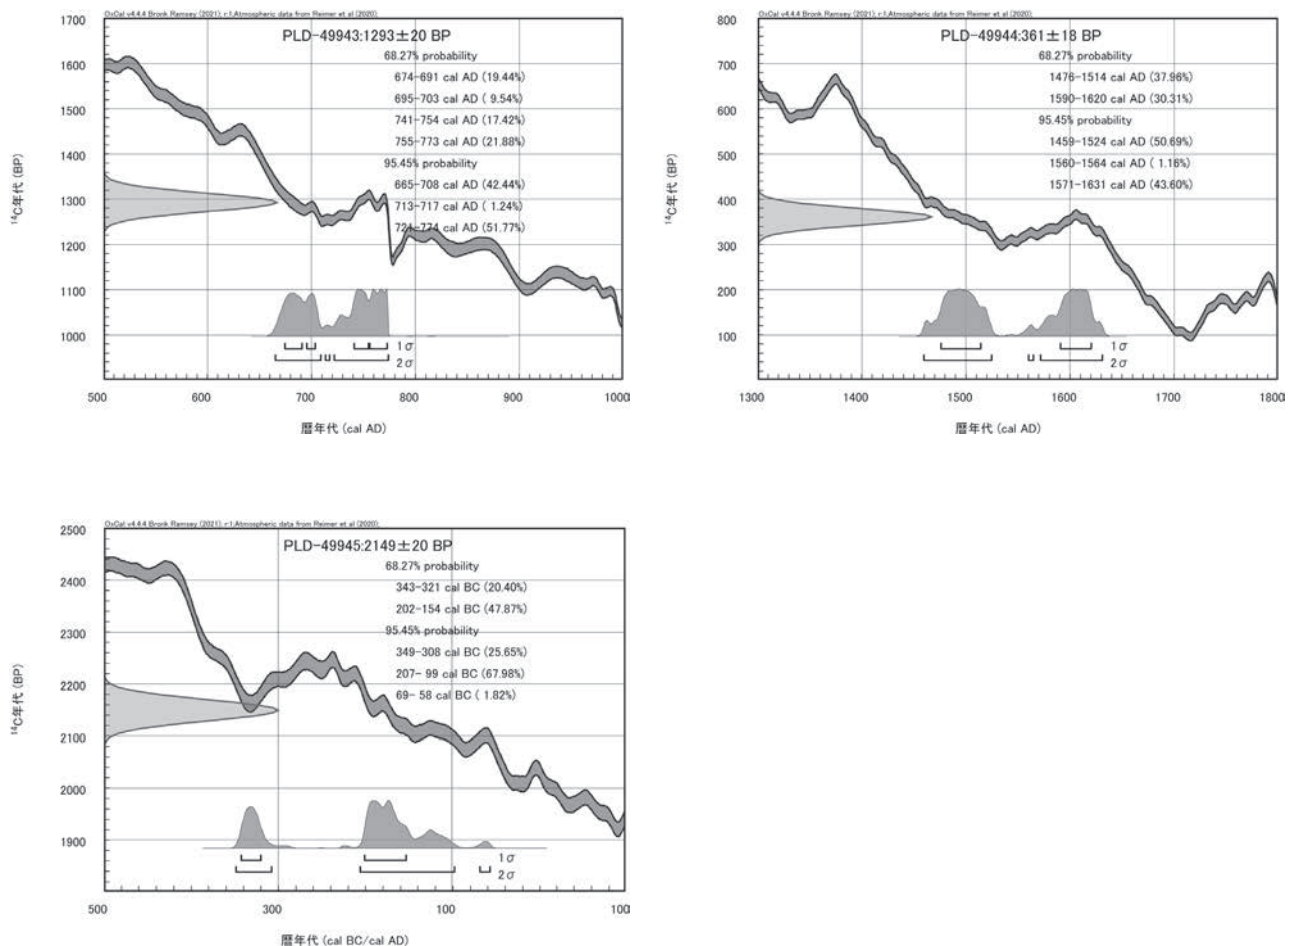 OxCal v4.4.4 Bronk Ramsey (2021); r:1;Atmospheric data from Reimer et al (2020);
PLD-49943:1293±20 BP
68.27% probability
674-691 cal AD (19.44%)
695-703 cal AD ( 9.54%)
741-754 cal AD (17.42%)
755-773 cal AD (21.88%)
95.45% probability
665-708 cal AD (42.44%)
713-717 cal AD ( 1.24%)
721-774 cal AD (51.77%)
1700
1600
1500
1400
1300
1200
1100
1000
900
¹⁴C年代 (BP)
1σ
2σ
500 600 700 800 900 1000
暦年代 (cal AD)
OxCal v4.4.4 Bronk Ramsey (2021); r:1;Atmospheric data from Reimer et al (2020);
PLD-49944:361±18 BP
68.27% probability
1476-1514 cal AD (37.96%)
1590-1620 cal AD (30.31%)
95.45% probability
1459-1524 cal AD (50.69%)
1560-1564 cal AD ( 1.16%)
1571-1631 cal AD (43.60%)
800
700
600
500
400
300
200
100
0
¹⁴C年代 (BP)
1σ
2σ
1300 1400 1500 1600 1700 1800
暦年代 (cal AD)
OxCal v4.4.4 Bronk Ramsey (2021); r:1;Atmospheric data from Reimer et al (2020);
PLD-49945:2149±20 BP
68.27% probability
343-321 cal BC (20.40%)
202-154 cal BC (47.87%)
95.45% probability
349-308 cal BC (25.65%)
207- 99 cal BC (67.98%)
69- 58 cal BC ( 1.82%)
2500
2400
2300
2200
2100
2000
1900
¹⁴C年代 (BP)
1σ
2σ
500 300 100 100
暦年代 (cal BC/cal AD)